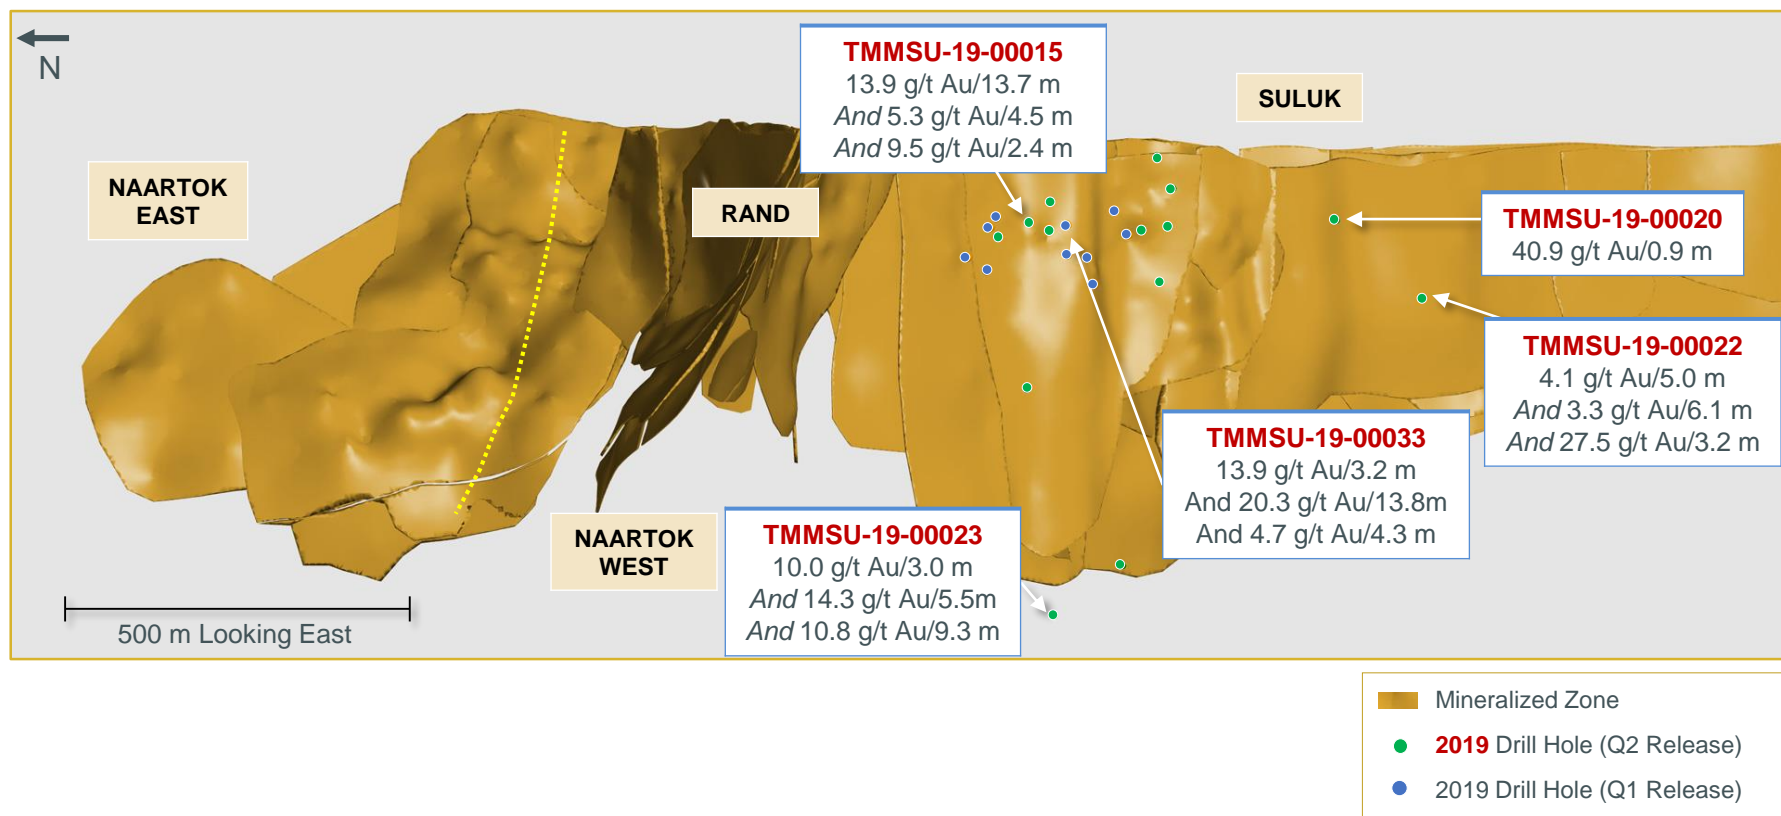 N
TMMSU-19-00015
13.9 g/t Au/13.7 m
And 5.3 g/t Au/4.5 m
And 9.5 g/t Au/2.4 m
SULUK
NAARTOK
EAST
RAND
TMMSU-19-00020
40.9 g/t Au/0.9 m
TMMSU-19-00022
4.1 g/t Au/5.0 m
And 3.3 g/t Au/6.1 m
And 27.5 g/t Au/3.2 m
TMMSU-19-00033
13.9 g/t Au/3.2 m
And 20.3 g/t Au/13.8m
And 4.7 g/t Au/4.3 m
NAARTOK
WEST
TMMSU-19-00023
10.0 g/t Au/3.0 m
And 14.3 g/t Au/5.5m
And 10.8 g/t Au/9.3 m
500 m Looking East
Mineralized Zone
2019 Drill Hole (Q2 Release)
2019 Drill Hole (Q1 Release)